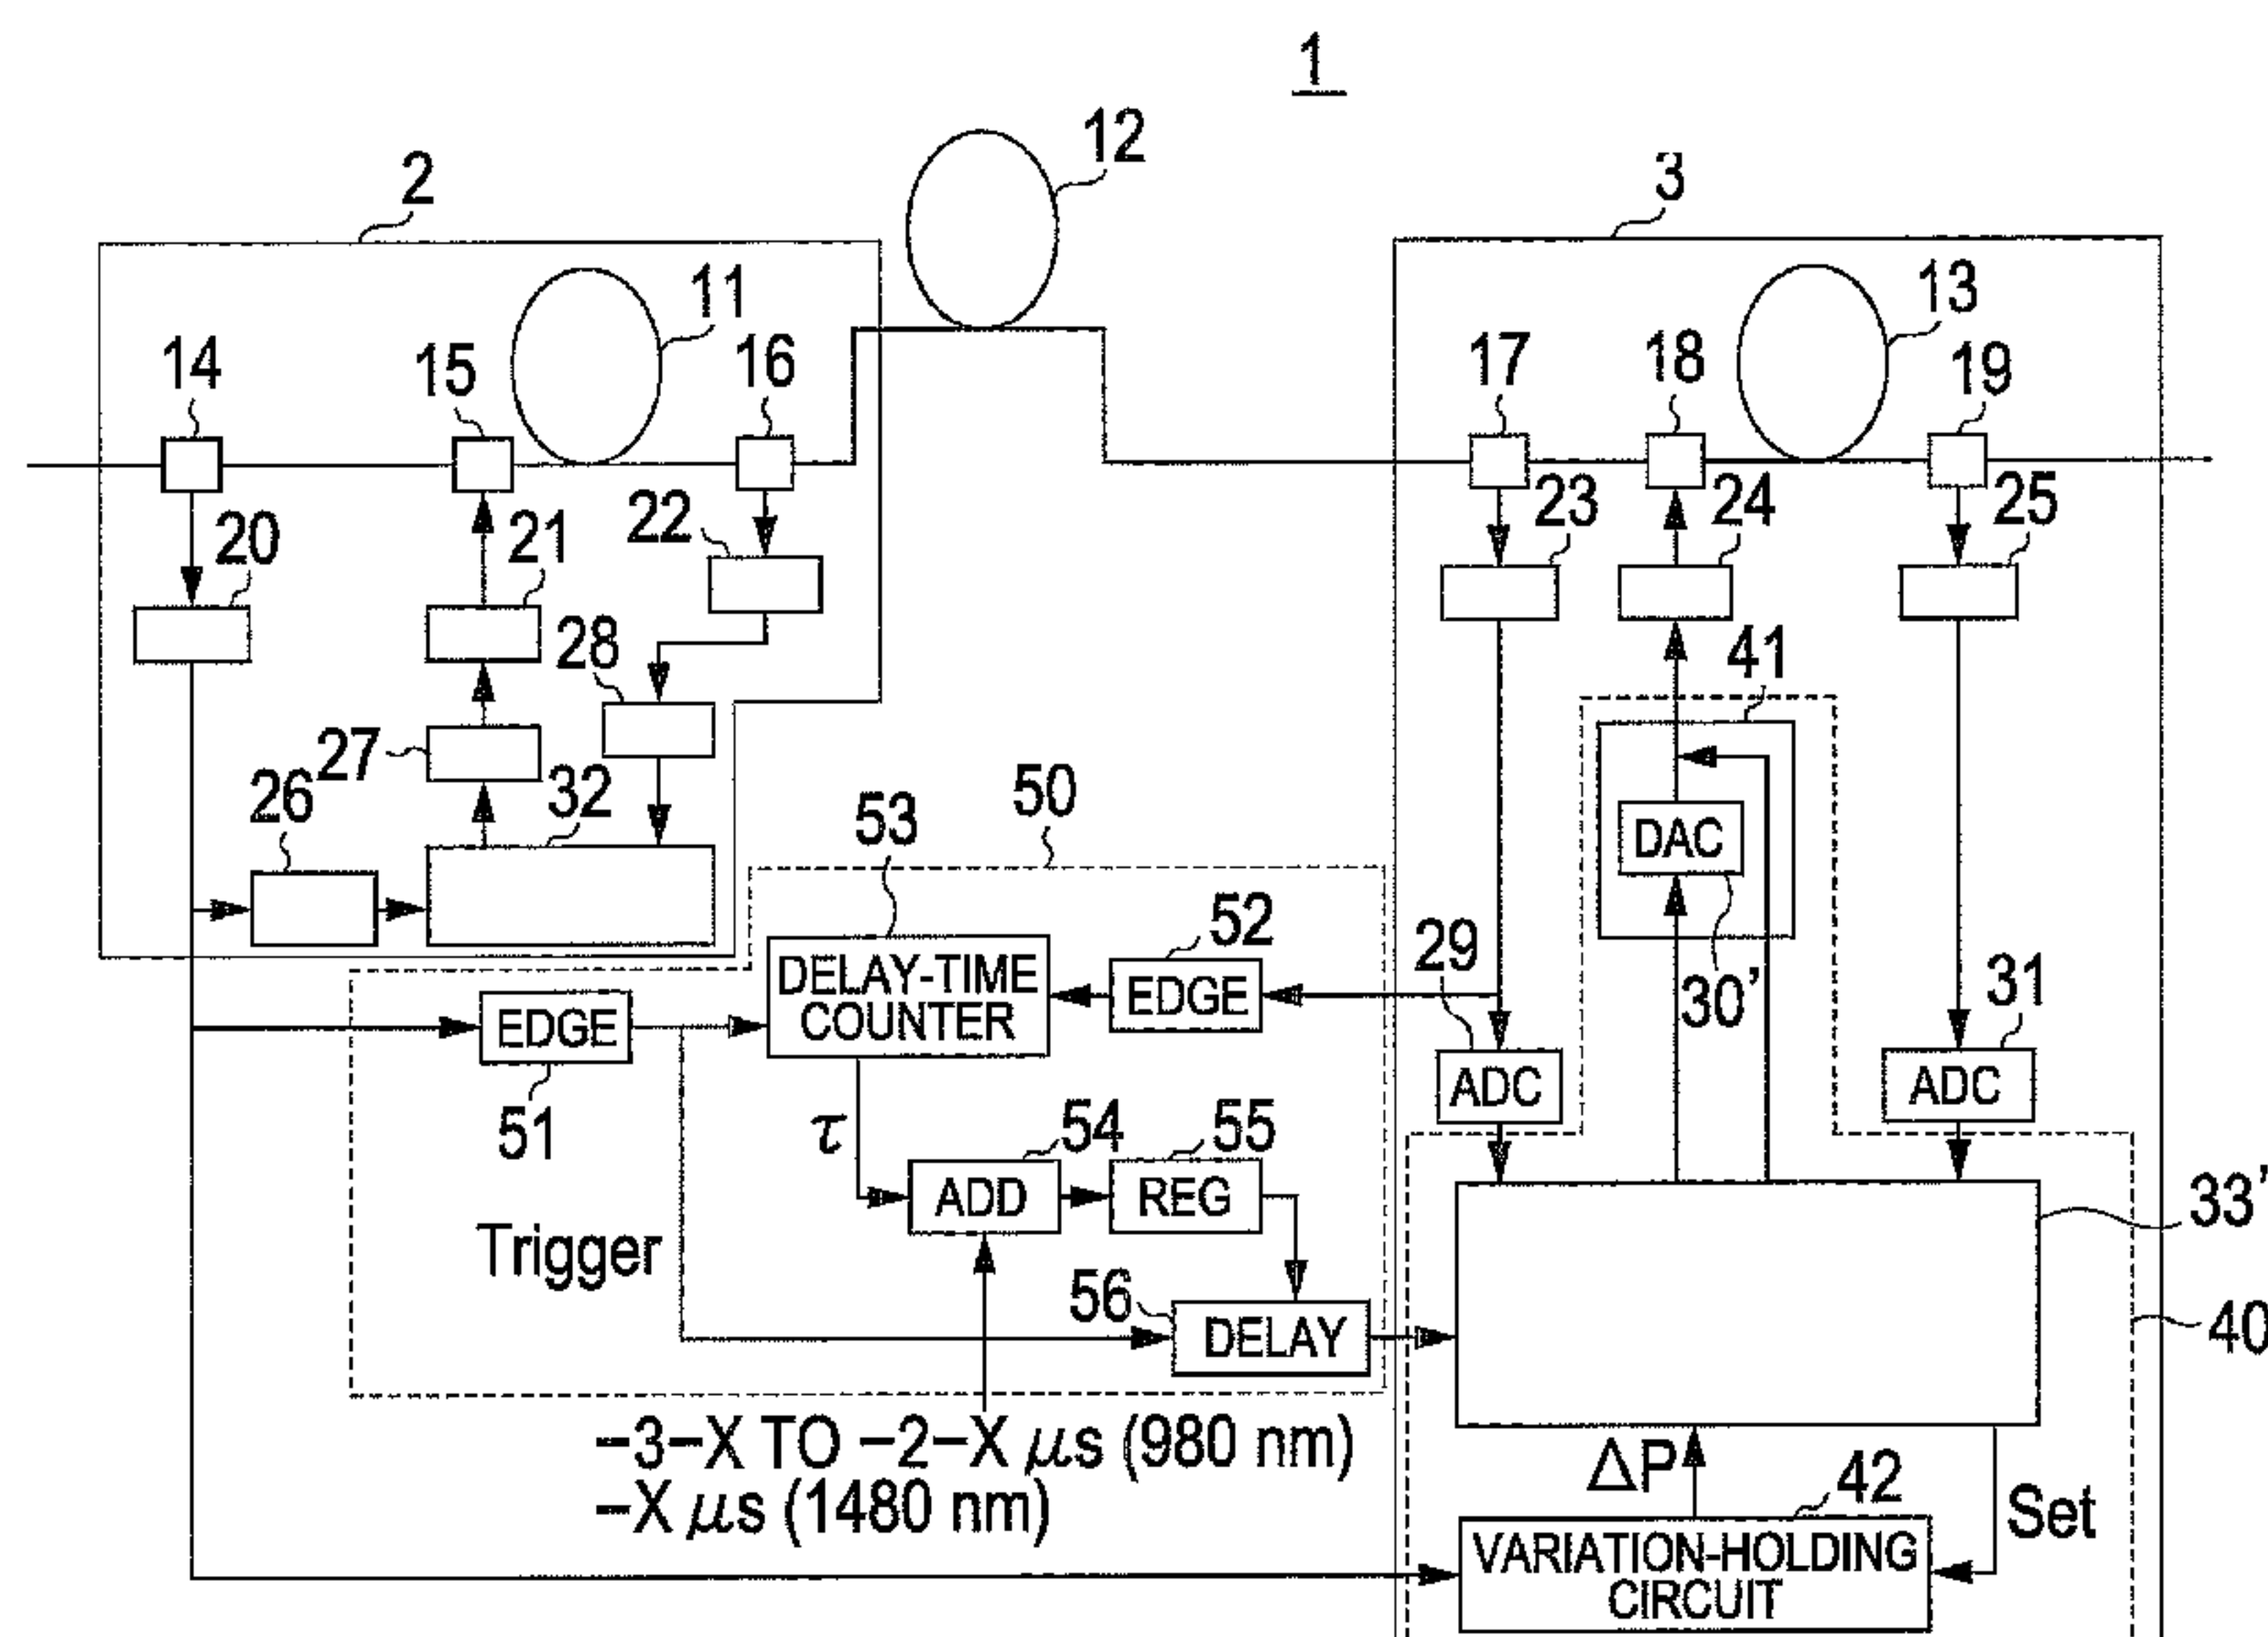 1
12
2
3
11
13
14
15
16
17
18
19
20
21
22
23
24
25
28
41
27
26
32
50
53
DAC
52
29
30'
31
DELAY-TIME
COUNTER
EDGE
EDGE
51
ADC
ADC
τ
54
55
ADD
REG
33'
Trigger
56
DELAY
40
-3-X TO -2-X μs (980 nm)
-X μs (1480 nm)
ΔP
42
Set
VARIATION-HOLDING
CIRCUIT